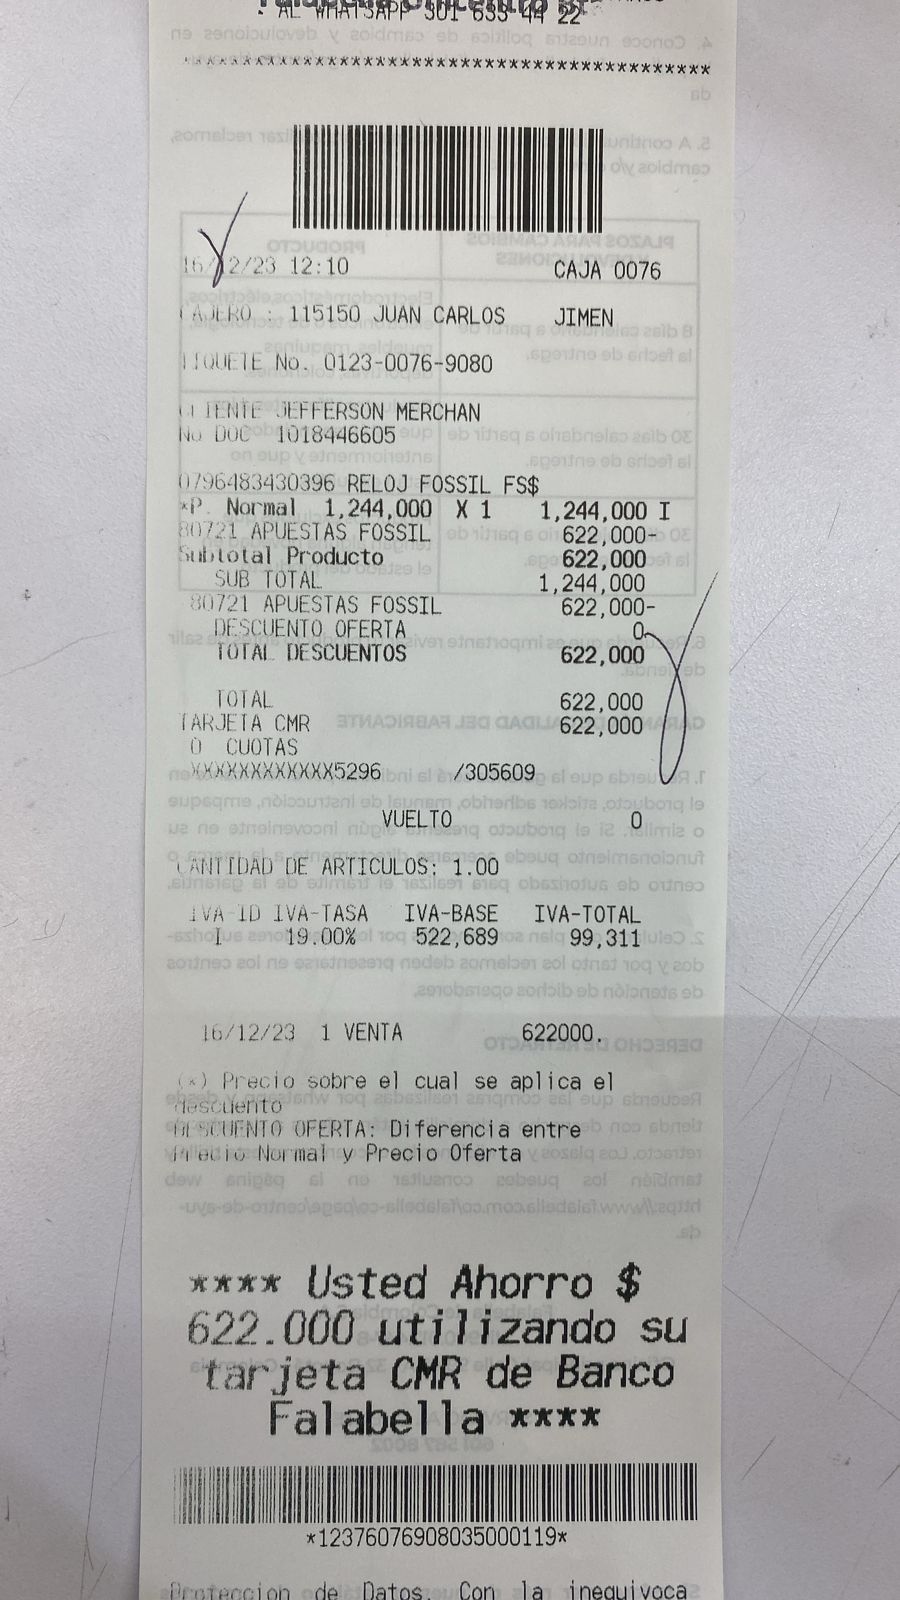 . AL WHATSAPP 301 633 44 22
*********************************************
16/12/23 12:10 CAJA 0076
CAJERO : 115150 JUAN CARLOS JIMEN
TIQUETE No. 0123-0076-9080
CLIENTE JEFFERSON MERCHAN
No DOC 1018446605
0796483430396 RELOJ FOSSIL FS$
*P. Normal 1,244,000 X 1 1,244,000 I
80721 APUESTAS FOSSIL 622,000-
Subtotal Producto 622,000
SUB TOTAL 1,244,000
80721 APUESTAS FOSSIL 622,000-
DESCUENTO OFERTA 0
TOTAL DESCUENTOS 622,000
TOTAL 622,000
TARJETA CMR 622,000
0 CUOTAS
XXXXXXXXXXXX5296 /305609
VUELTO 0
CANTIDAD DE ARTICULOS: 1.00
IVA-ID IVA-TASA IVA-BASE IVA-TOTAL
I 19.00% 522,689 99,311
16/12/23 1 VENTA 622000.
(*) Precio sobre el cual se aplica el
descuento
DESCUENTO OFERTA: Diferencia entre
Precio Normal y Precio Oferta
**** Usted Ahorro $
622.000 utilizando su
tarjeta CMR de Banco
Falabella ****
*12376076908035000119*
Proteccion de Datos. Con la inequivoca